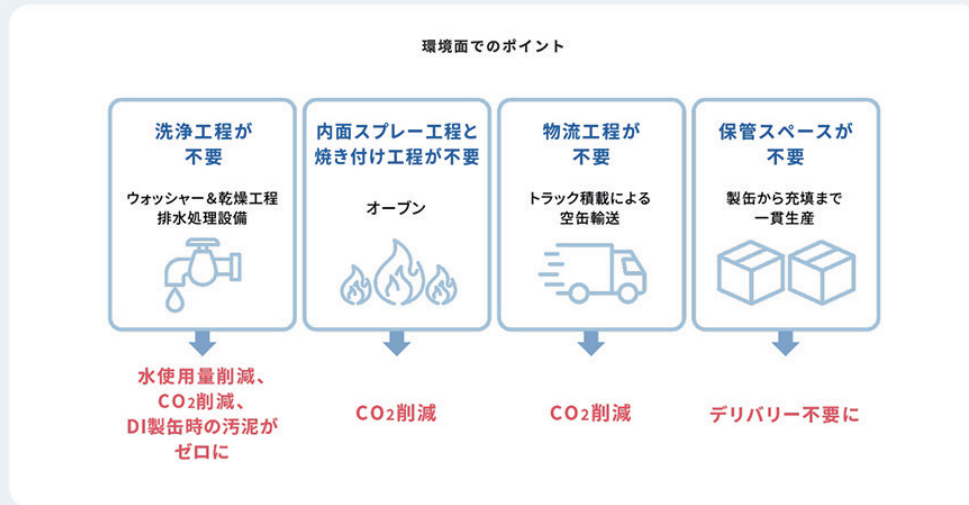 環境面でのポイント
洗浄工程が
不要
ウォッシャー&乾燥工程
排水処理設備
水使用量削減、
CO2削減、
DI製缶時の汚泥が
ゼロに
内面スプレー工程と
焼き付け工程が不要
オーブン
CO2削減
物流工程が
不要
トラック積載による
空缶輸送
CO2削減
保管スペースが
不要
製缶から充填まで
一貫生産
デリバリー不要に